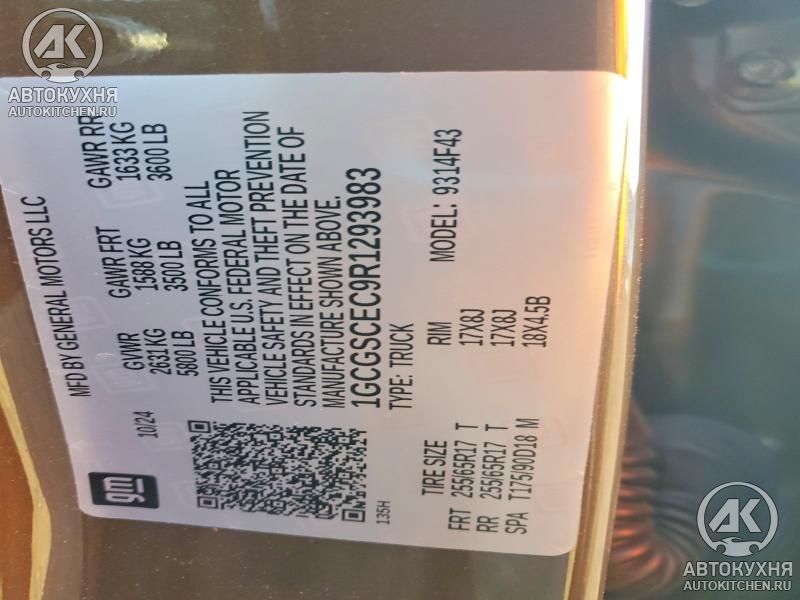 АВТОКУХНЯ
AUTOKITCHEN.RU
MFD BY GENERAL MOTORS LLC
gm
10/24
GVWR GAWR FRT GAWR RR
2631 KG 1588 KG 1633 KG
5800 LB 3500 LB 3600 LB
THIS VEHICLE CONFORMS TO ALL
APPLICABLE U.S. FEDERAL MOTOR
VEHICLE SAFETY AND THEFT PREVENTION
STANDARDS IN EFFECT ON THE DATE OF
MANUFACTURE SHOWN ABOVE.
1GCGSCEC9R1293983
TYPE: TRUCK MODEL: 9314F43
135H
TIRE SIZE RIM
FRT 255/65R17 T 17X8J
RR 255/65R17 T 17X8J
SPA T175/90D18 M 18X4.5B
АВТОКУХНЯ
AUTOKITCHEN.RU